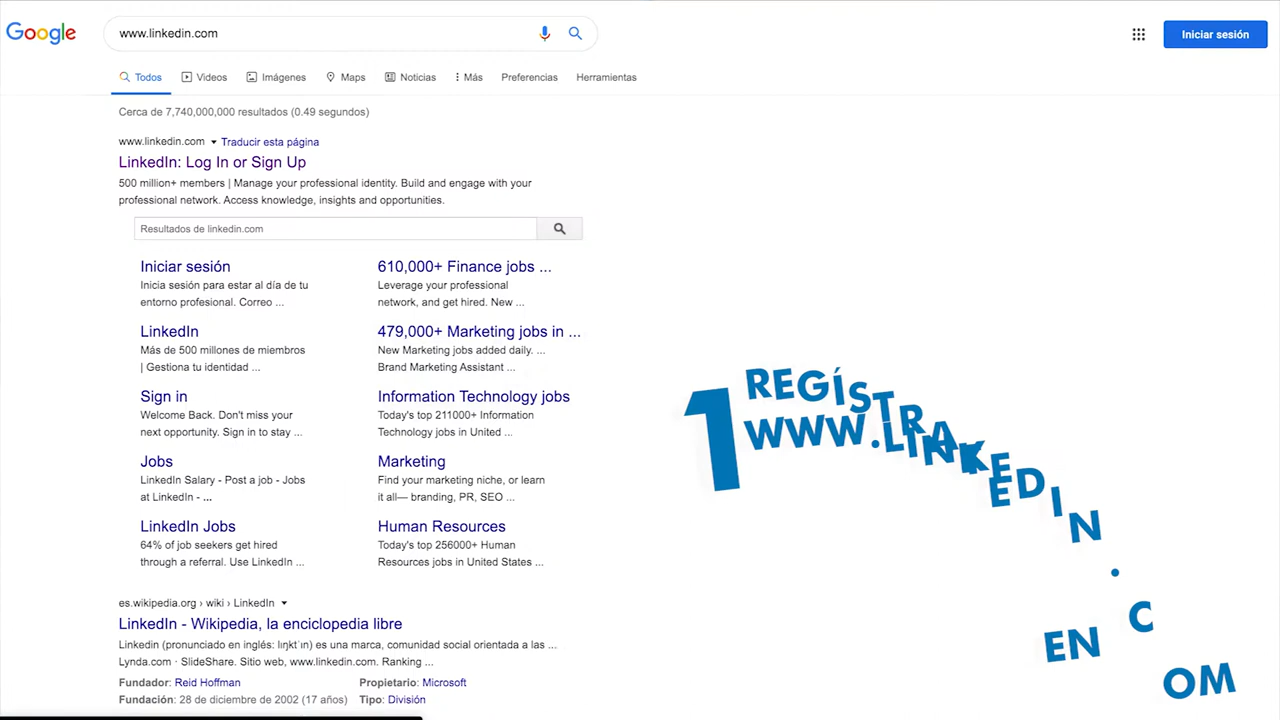 Google
www.linkedin.com
Iniciar sesión
Todos Videos Imágenes Maps Noticias Más Preferencias Herramientas
Cerca de 7,740,000,000 resultados (0.49 segundos)
www.linkedin.com Traducir esta página
LinkedIn: Log In or Sign Up
500 million+ members | Manage your professional identity. Build and engage with your
professional network. Access knowledge, insights and opportunities.
Resultados de linkedin.com
Iniciar sesión
Inicia sesión para estar al día de tu
entorno profesional. Correo ...
610,000+ Finance jobs ...
Leverage your professional
network, and get hired. New ...
LinkedIn
Más de 500 millones de miembros
| Gestiona tu identidad ...
479,000+ Marketing jobs in ...
New Marketing jobs added daily. ...
Brand Marketing Assistant ...
Sign in
Welcome Back. Don't miss your
next opportunity. Sign in to stay ...
Information Technology jobs
Today's top 211000+ Information
Technology jobs in United ...
Jobs
LinkedIn Salary - Post a job - Jobs
at LinkedIn - ...
Marketing
Find your marketing niche, or learn
it all— branding, PR, SEO ...
LinkedIn Jobs
64% of job seekers get hired
through a referral. Use LinkedIn ...
Human Resources
Today's top 256000+ Human
Resources jobs in United States ...
es.wikipedia.org › wiki › LinkedIn
LinkedIn - Wikipedia, la enciclopedia libre
Linkedin (pronunciado en inglés: lɪŋktˈɪn) es una marca, comunidad social orientada a las ...
Lynda.com · SlideShare. Sitio web, www.linkedin.com. Ranking ...
Fundador: Reid Hoffman Propietario: Microsoft
Fundación: 28 de diciembre de 2002 (17 años) Tipo: División
1 REGÍSTRATE EN
WWW.LINKEDIN.COM